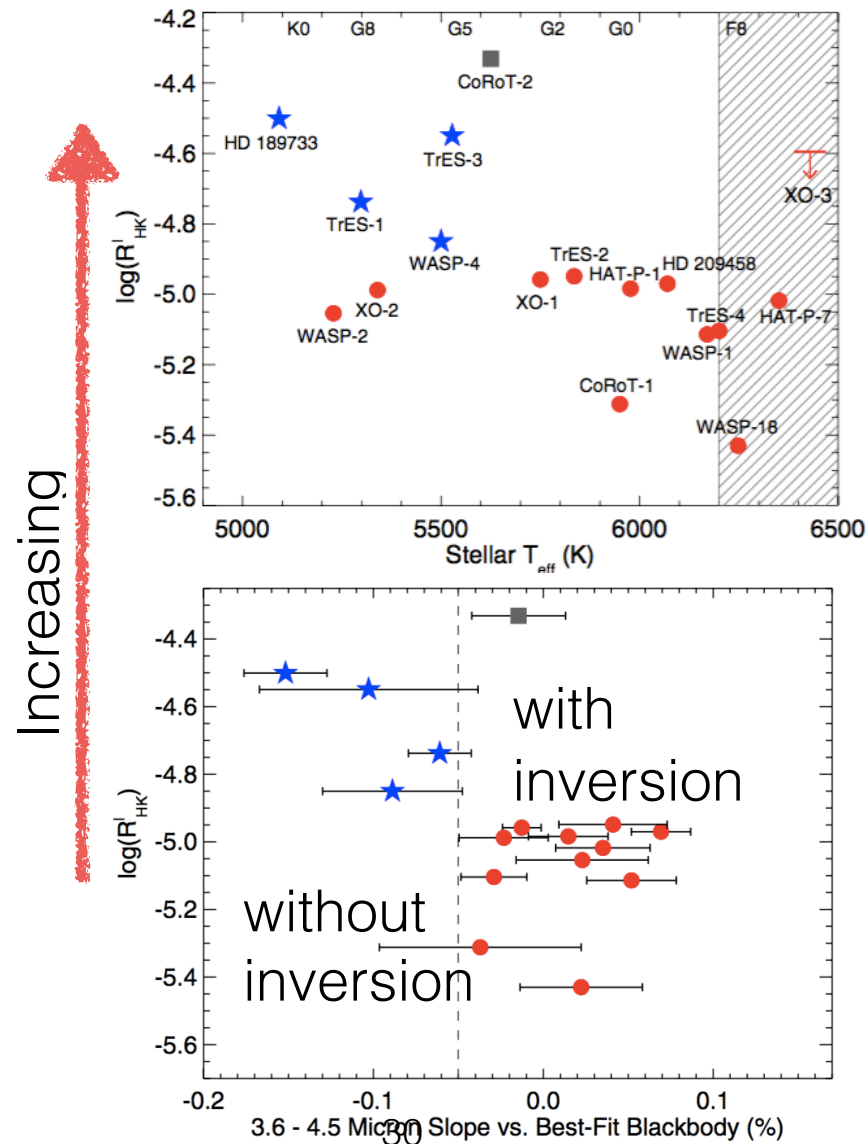 K0 G8 G5 G2 G0 F8
-4.2
-4.4
-4.6
-4.8
-5.0
-5.2
-5.4
-5.6
log(R'HK)
CoRoT-2
HD 189733
TrES-3
XO-3
TrES-1
WASP-4
TrES-2
HD 209458
HAT-P-1
XO-1
XO-2
HAT-P-7
TrES-4
WASP-2
WASP-1
CoRoT-1
WASP-18
5000 5500 6000 6500
Stellar Teff (K)
Increasing
-4.4
-4.6
-4.8
-5.0
-5.2
-5.4
-5.6
log(R'HK)
with
inversion
without
inversion
-0.2 -0.1 0.0 0.1
3.6 - 4.5 Micron Slope vs. Best-Fit Blackbody (%)
30